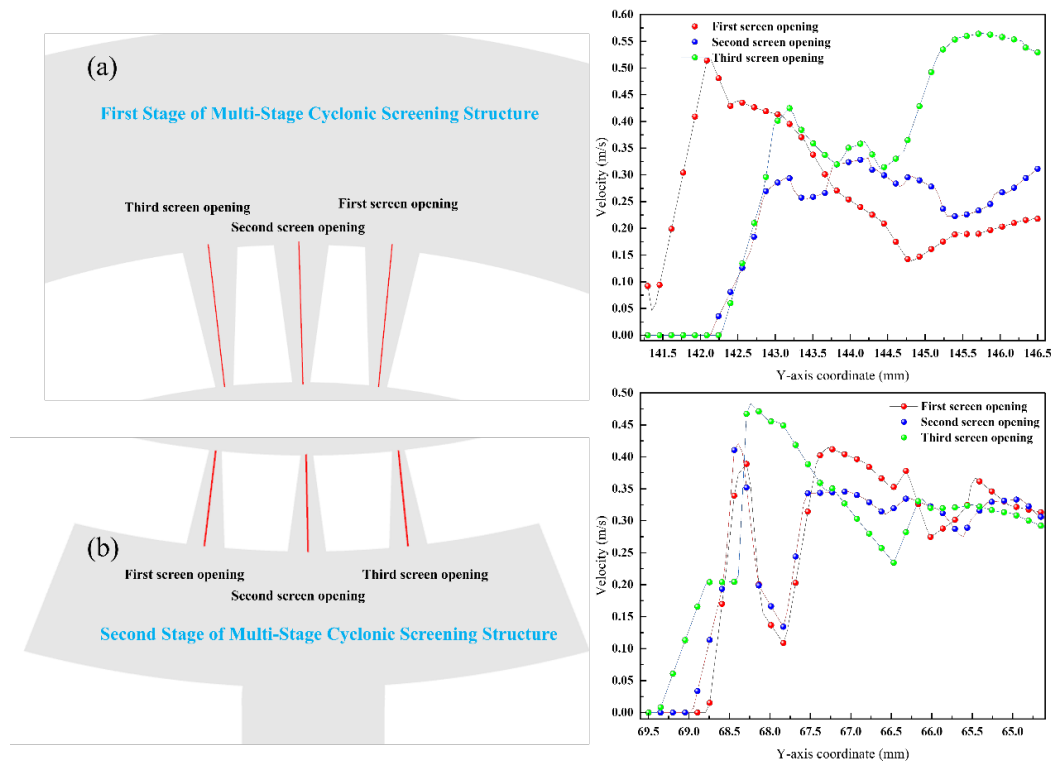 (a)
First Stage of Multi-Stage Cyclonic Screening Structure
Third screen opening
First screen opening
Second screen opening
First screen opening
Second screen opening
Third screen opening
Velocity (m/s)
0.60
0.55
0.50
0.45
0.40
0.35
0.30
0.25
0.20
0.15
0.10
0.05
0.00
141.5 142.0 142.5 143.0 143.5 144.0 144.5 145.0 145.5 146.0 146.5
Y-axis coordinate (mm)
(b)
First screen opening
Third screen opening
Second screen opening
Second Stage of Multi-Stage Cyclonic Screening Structure
First screen opening
Second screen opening
Third screen opening
Velocity (m/s)
0.50
0.45
0.40
0.35
0.30
0.25
0.20
0.15
0.10
0.05
0.00
69.5 69.0 68.5 68.0 67.5 67.0 66.5 66.0 65.5 65.0
Y-axis coordinate (mm)